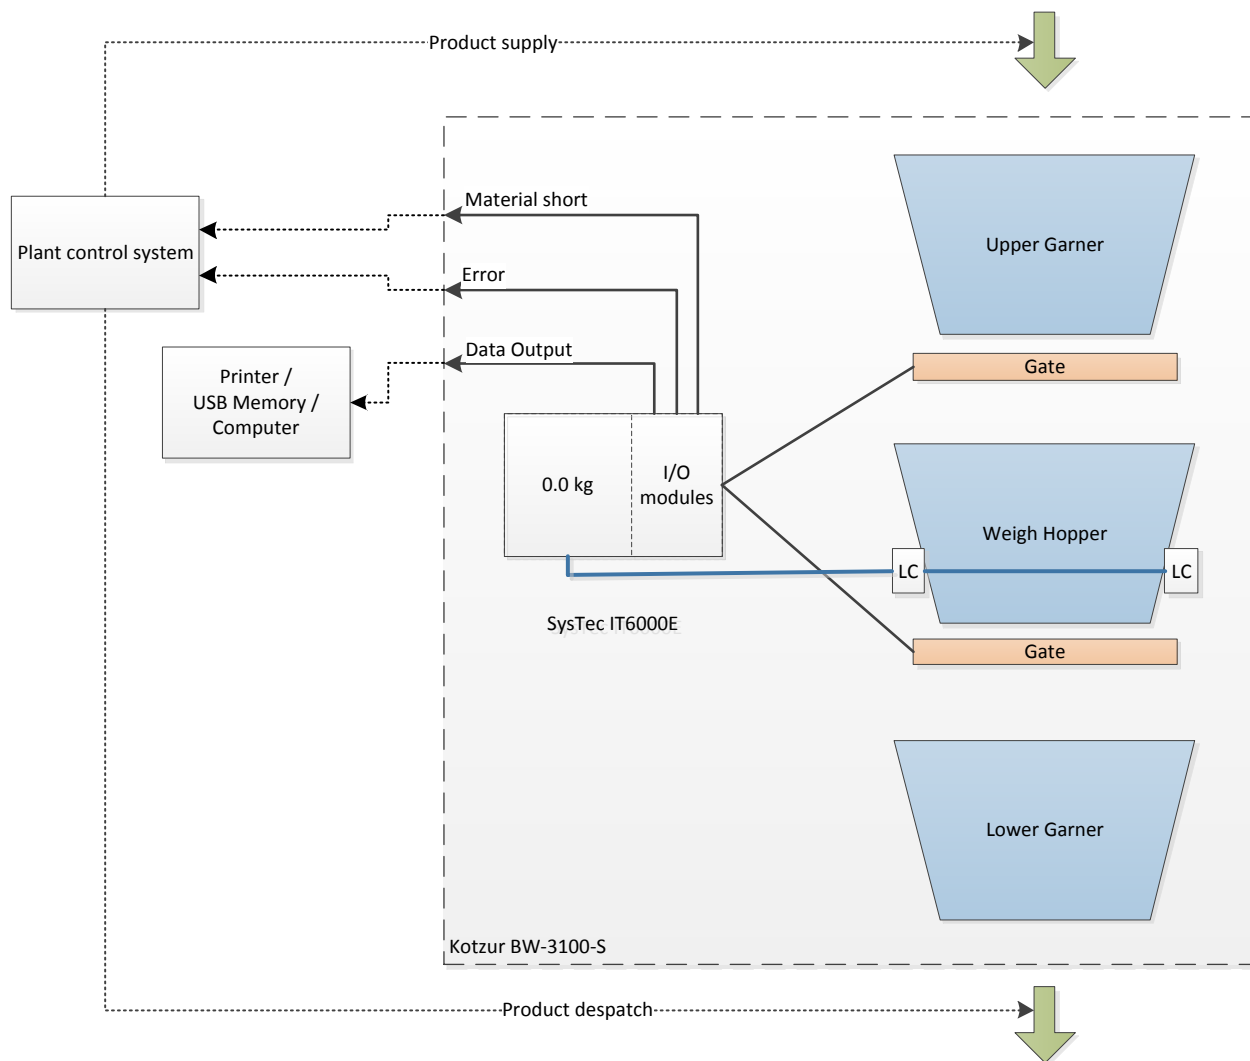 Product supply
Material short
Plant control system
Upper Garner
Error
Data Output
Gate
Printer /
USB Memory /
Computer
0.0 kg
I/O
modules
Weigh Hopper
LC
LC
SysTec IT6000E
Gate
Lower Garner
Kotzur BW-3100-S
Product despatch